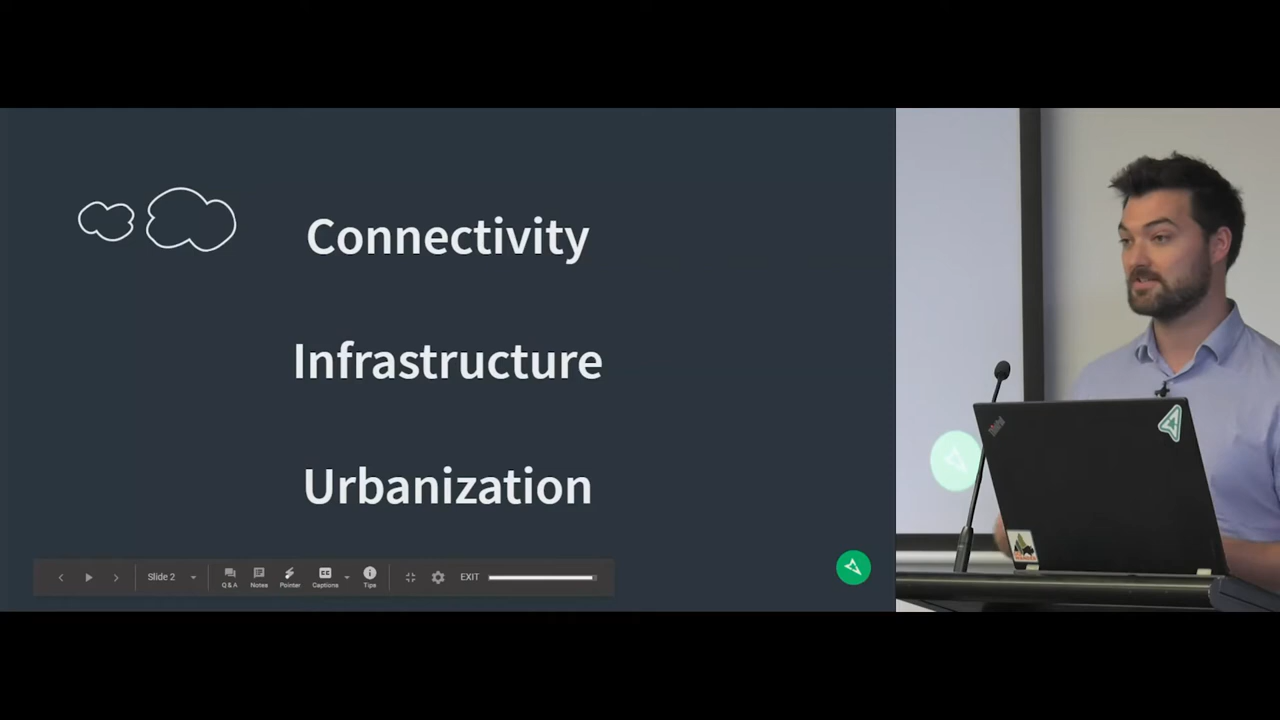 Connectivity
Infrastructure
Urbanization
Slide 2
Q&A
Notes
Pointer
Captions
Tips
EXIT
CC